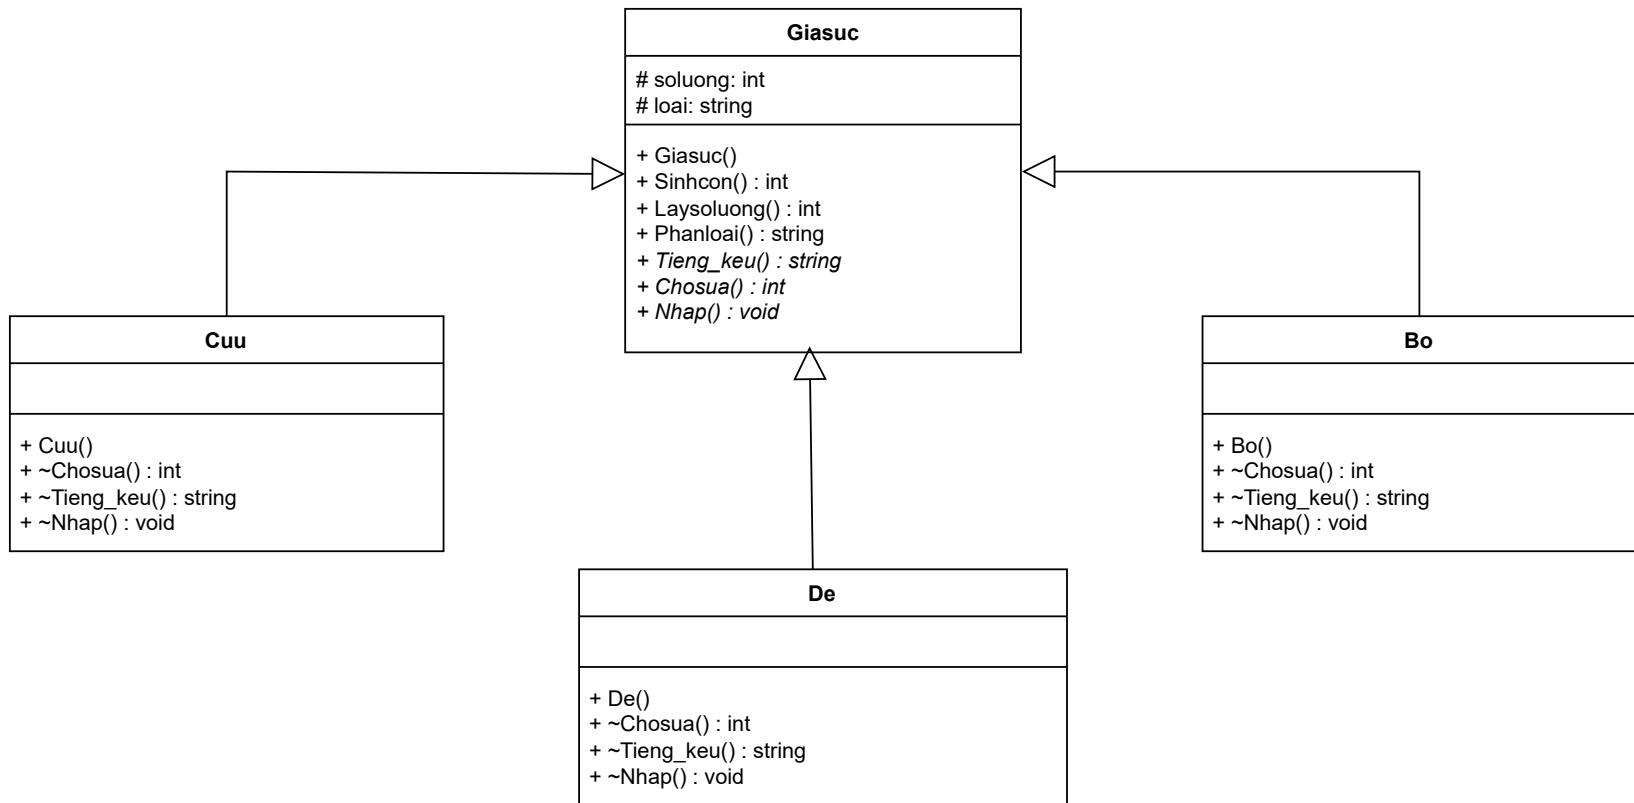 Giasuc
# soluong: int
# loai: string
+ Giasuc()
+ Sinhcon() : int
+ Laysoluong() : int
+ Phanloai() : string
+ Tieng_keu() : string
+ Chosua() : int
+ Nhap() : void
Cuu
+ Cuu()
+ ~Chosua() : int
+ ~Tieng_keu() : string
+ ~Nhap() : void
Bo
+ Bo()
+ ~Chosua() : int
+ ~Tieng_keu() : string
+ ~Nhap() : void
De
+ De()
+ ~Chosua() : int
+ ~Tieng_keu() : string
+ ~Nhap() : void